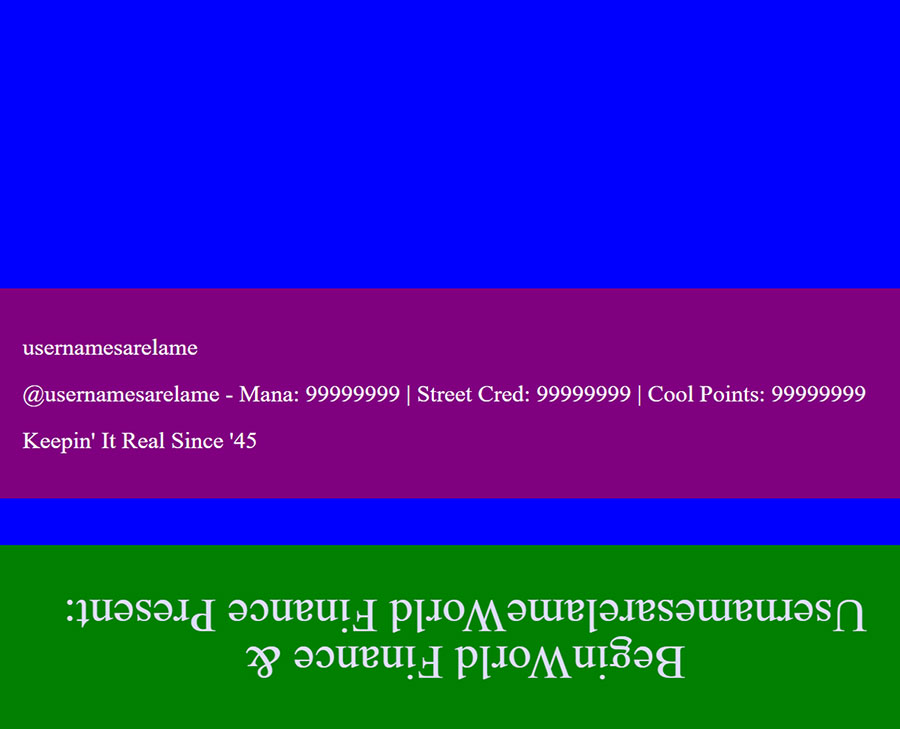 usernamesarelame
@usernamesarelame - Mana: 99999999 | Street Cred: 99999999 | Cool Points: 99999999
Keepin' It Real Since '45
BeginWorld Finance &
UsernamesarelameWorld Finance Present: